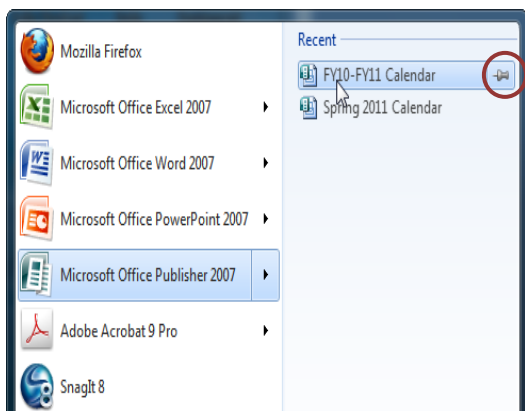 Mozilla Firefox
Microsoft Office Excel 2007
Microsoft Office Word 2007
Microsoft Office PowerPoint 2007
Microsoft Office Publisher 2007
Adobe Acrobat 9 Pro
SnagIt 8
Recent
FY10-FY11 Calendar
Spring 2011 Calendar